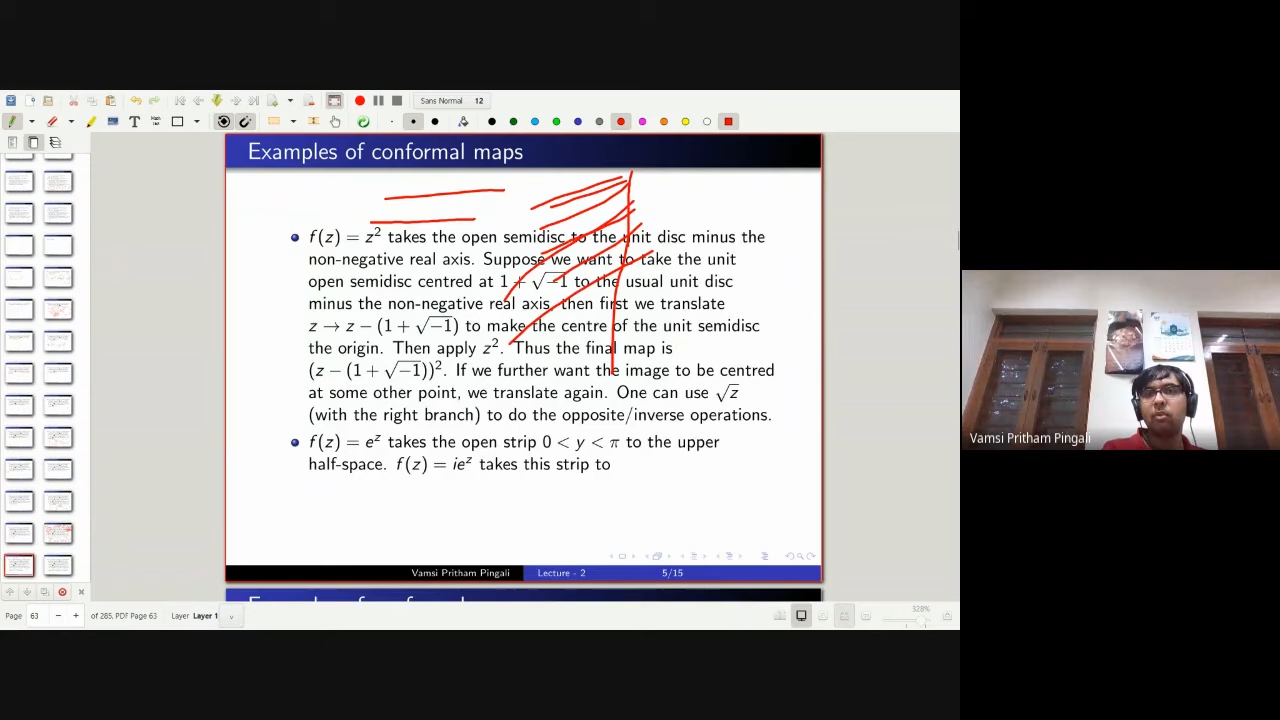 Sans Normal 12
Examples of conformal maps
f(z) = z² takes the open semidisc to the unit disc minus the
non-negative real axis. Suppose we want to take the unit
open semidisc centred at 1 + √−1 to the usual unit disc
minus the non-negative real axis, then first we translate
z → z − (1 + √−1) to make the centre of the unit semidisc
the origin. Then apply z². Thus the final map is
(z − (1 + √−1))². If we further want the image to be centred
at some other point, we translate again. One can use √z
(with the right branch) to do the opposite/inverse operations.
f(z) = eᶻ takes the open strip 0 < y < π to the upper
half-space. f(z) = ieᶻ takes this strip to
Vamsi Pritham Pingali Lecture - 2 5/15
Page 63 of 285, PDF Page 63 Layer Layer 1 328%
Vamsi Pritham Pingali